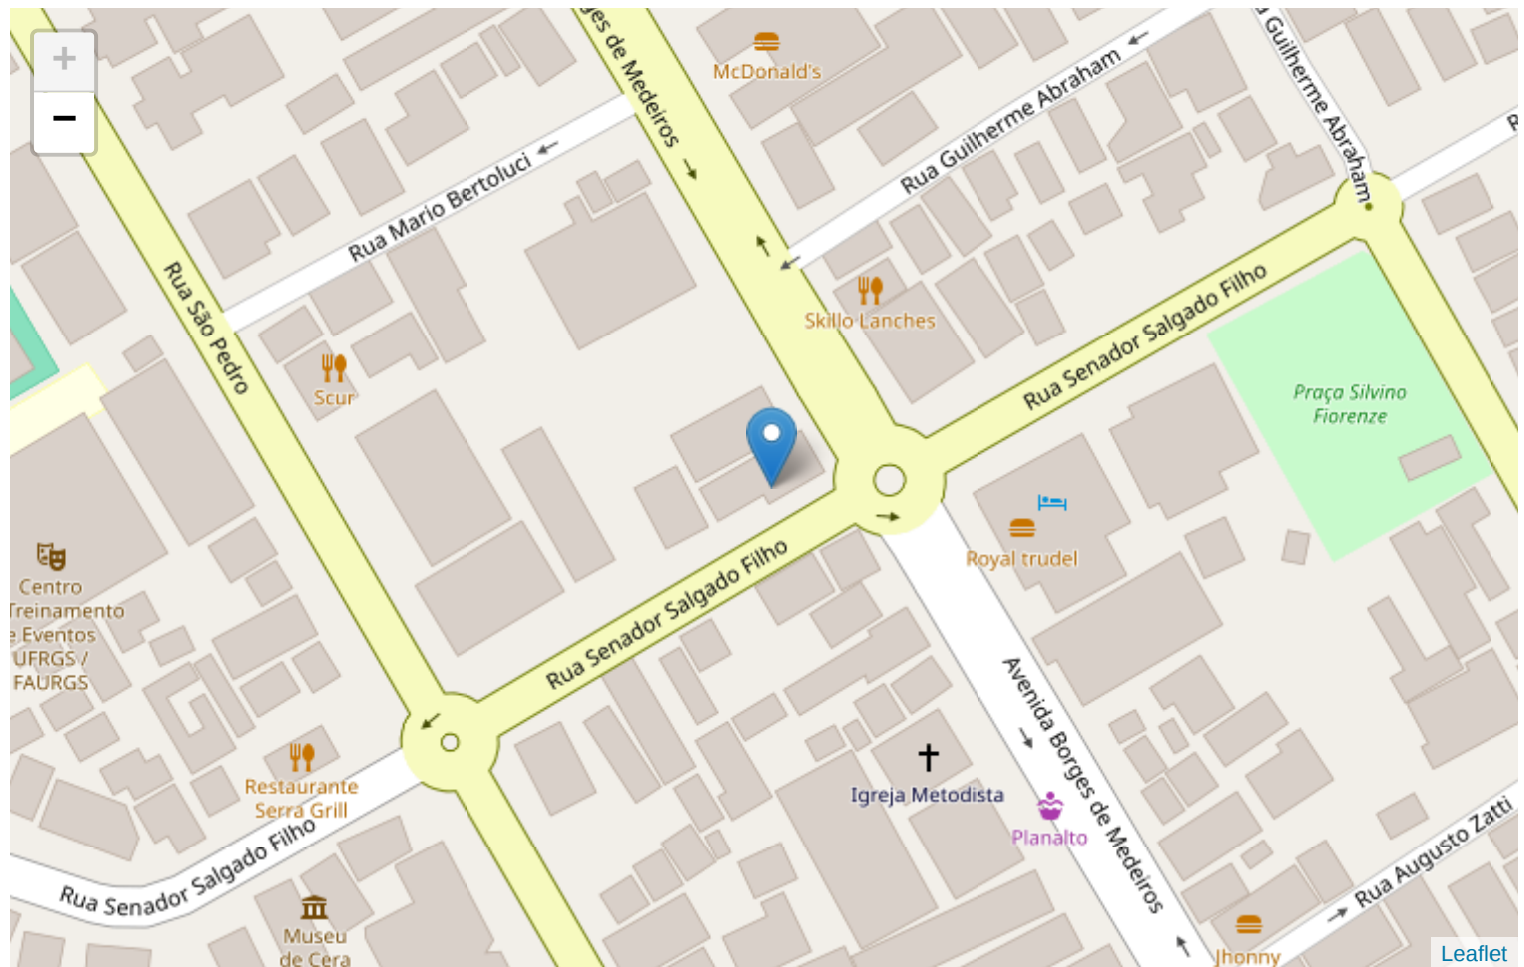 +
−
ges de Medeiros
McDonald's
Rua Guilherme Abraham
Guilherme Abraham
Rua Mario Bertoluci
Rua São Pedro
Skillo Lanches
Rua Senador Salgado Filho
Scur
Praça Silvino
Fiorenze
Royal trudel
Centro
Treinamento
e Eventos
UFRGS /
FAURGS
Rua Senador Salgado Filho
Avenida Borges de Medeiros
Igreja Metodista
Planalto
Restaurante
Serra Grill
Rua Senador Salgado Filho
Rua Augusto Zatti
Museu
de Cera
Jhonny
Leaflet